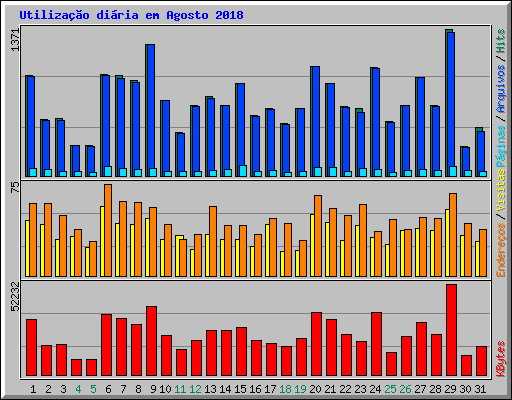 Utilização diária em Agosto 2018
1371
75
52232
Hits
Arquivos /
Páginas /
Visitas
Endereços /
KBytes
1 2 3 4 5 6 7 8 9 10 11 12 13 14 15 16 17 18 19 20 21 22 23 24 25 26 27 28 29 30 31